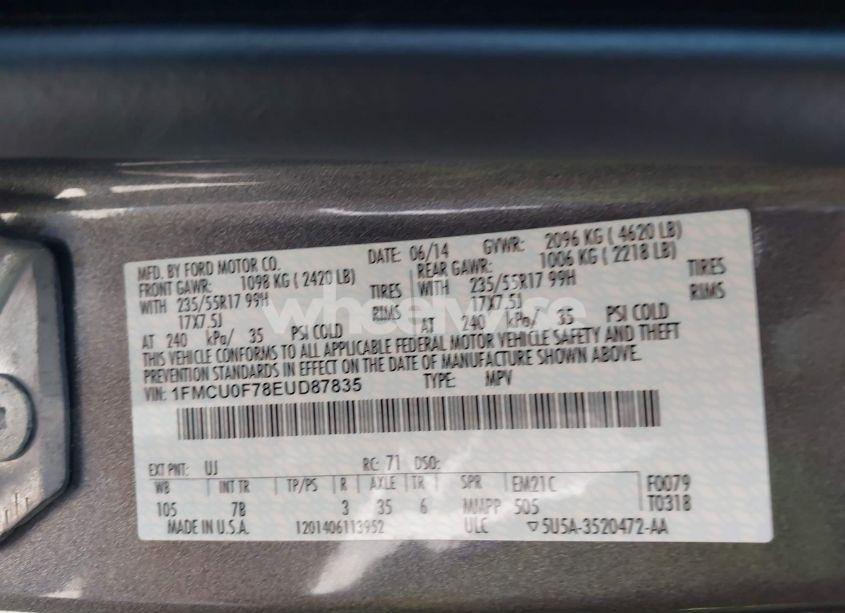 MFD. BY FORD MOTOR CO. DATE: 06/14 GVWR: 2096 KG ( 4620 LB)
FRONT GAWR: 1098 KG ( 2420 LB) REAR GAWR: 1006 KG ( 2218 LB)
WITH 235/55R17 99H TIRES WITH 235/55R17 99H TIRES
17X7.5J RIMS 17X7.5J RIMS
AT 240 kPa/ 35 PSI COLD AT 240 kPa/ 35 PSI COLD
THIS VEHICLE CONFORMS TO ALL APPLICABLE FEDERAL MOTOR VEHICLE SAFETY AND THEFT
PREVENTION STANDARDS IN EFFECT ON THE DATE OF MANUFACTURE SHOWN ABOVE.
VIN: 1FMCU0F78EUD87835 TYPE: MPV
EXT PNT: UJ RC: 71 DSO:
WB INT TR TP/PS R AXLE TR SPR EM21C F0079
105 7B 3 35 6 MMPP 505 T0318
MADE IN U.S.A. 1201406113952 ULC ▽5U5A-3520472-AA
wheelwise